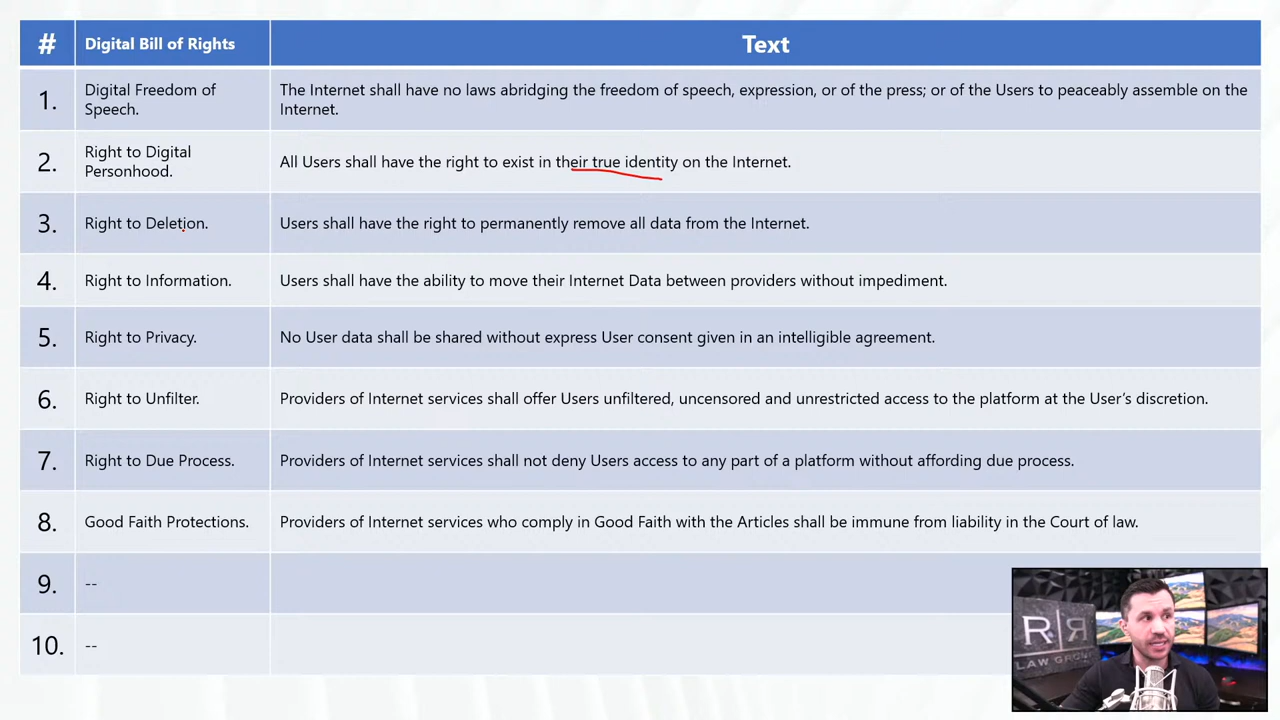 # Digital Bill of Rights Text
1. Digital Freedom of Speech. The Internet shall have no laws abridging the freedom of speech, expression, or of the press; or of the Users to peaceably assemble on the
Internet.
2. Right to Digital Personhood. All Users shall have the right to exist in their true identity on the Internet.
3. Right to Deletion. Users shall have the right to permanently remove all data from the Internet.
4. Right to Information. Users shall have the ability to move their Internet Data between providers without impediment.
5. Right to Privacy. No User data shall be shared without express User consent given in an intelligible agreement.
6. Right to Unfilter. Providers of Internet services shall offer Users unfiltered, uncensored and unrestricted access to the platform at the User’s discretion.
7. Right to Due Process. Providers of Internet services shall not deny Users access to any part of a platform without affording due process.
8. Good Faith Protections. Providers of Internet services who comply in Good Faith with the Articles shall be immune from liability in the Court of law.
9. --
10. --
R|R
LAW GROUP